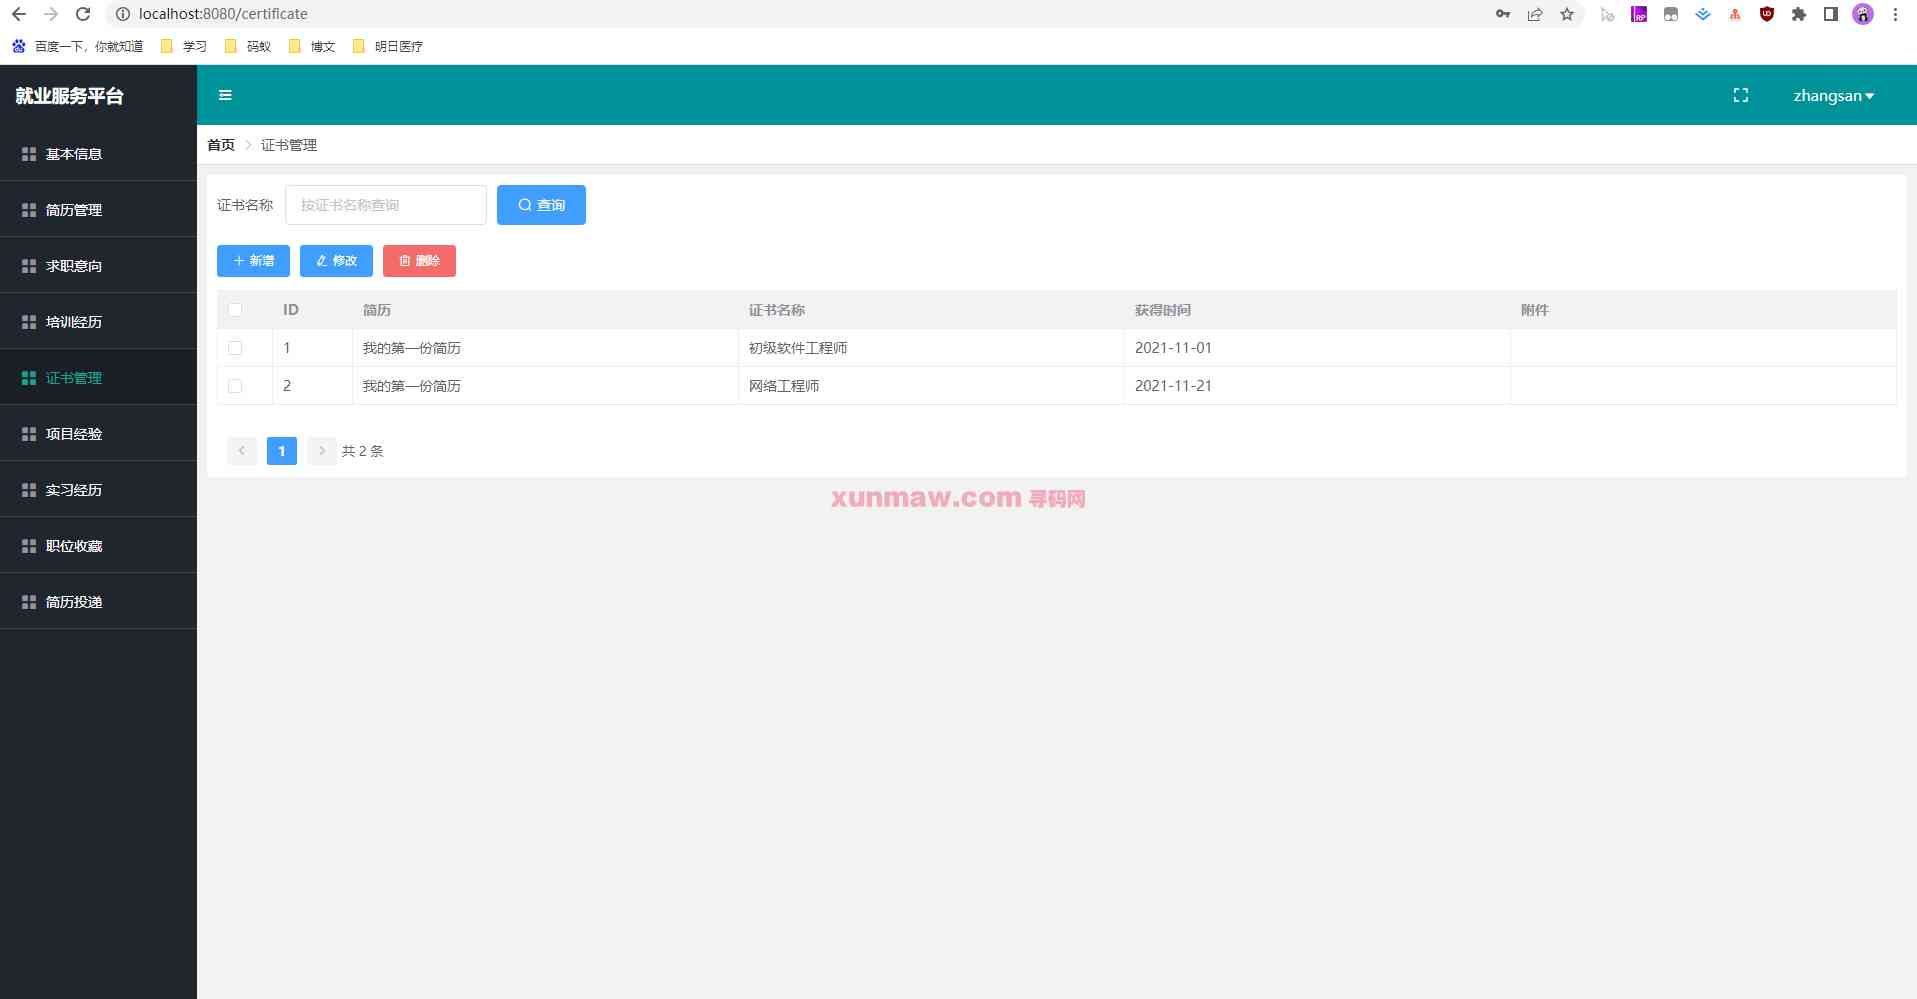 localhost:8080/certificate
百度一下，你就知道 学习 码蚁 博文 明日医疗
就业服务平台
zhangsan
基本信息
简历管理
求职意向
培训经历
证书管理
项目经验
实习经历
职位收藏
简历投递
首页 证书管理
证书名称 按证书名称查询 查询
新增 修改 删除
ID 简历 证书名称 获得时间 附件
1 我的第一份简历 初级软件工程师 2021-11-01
2 我的第一份简历 网络工程师 2021-11-21
1 共 2 条
xunmaw.com 寻码网